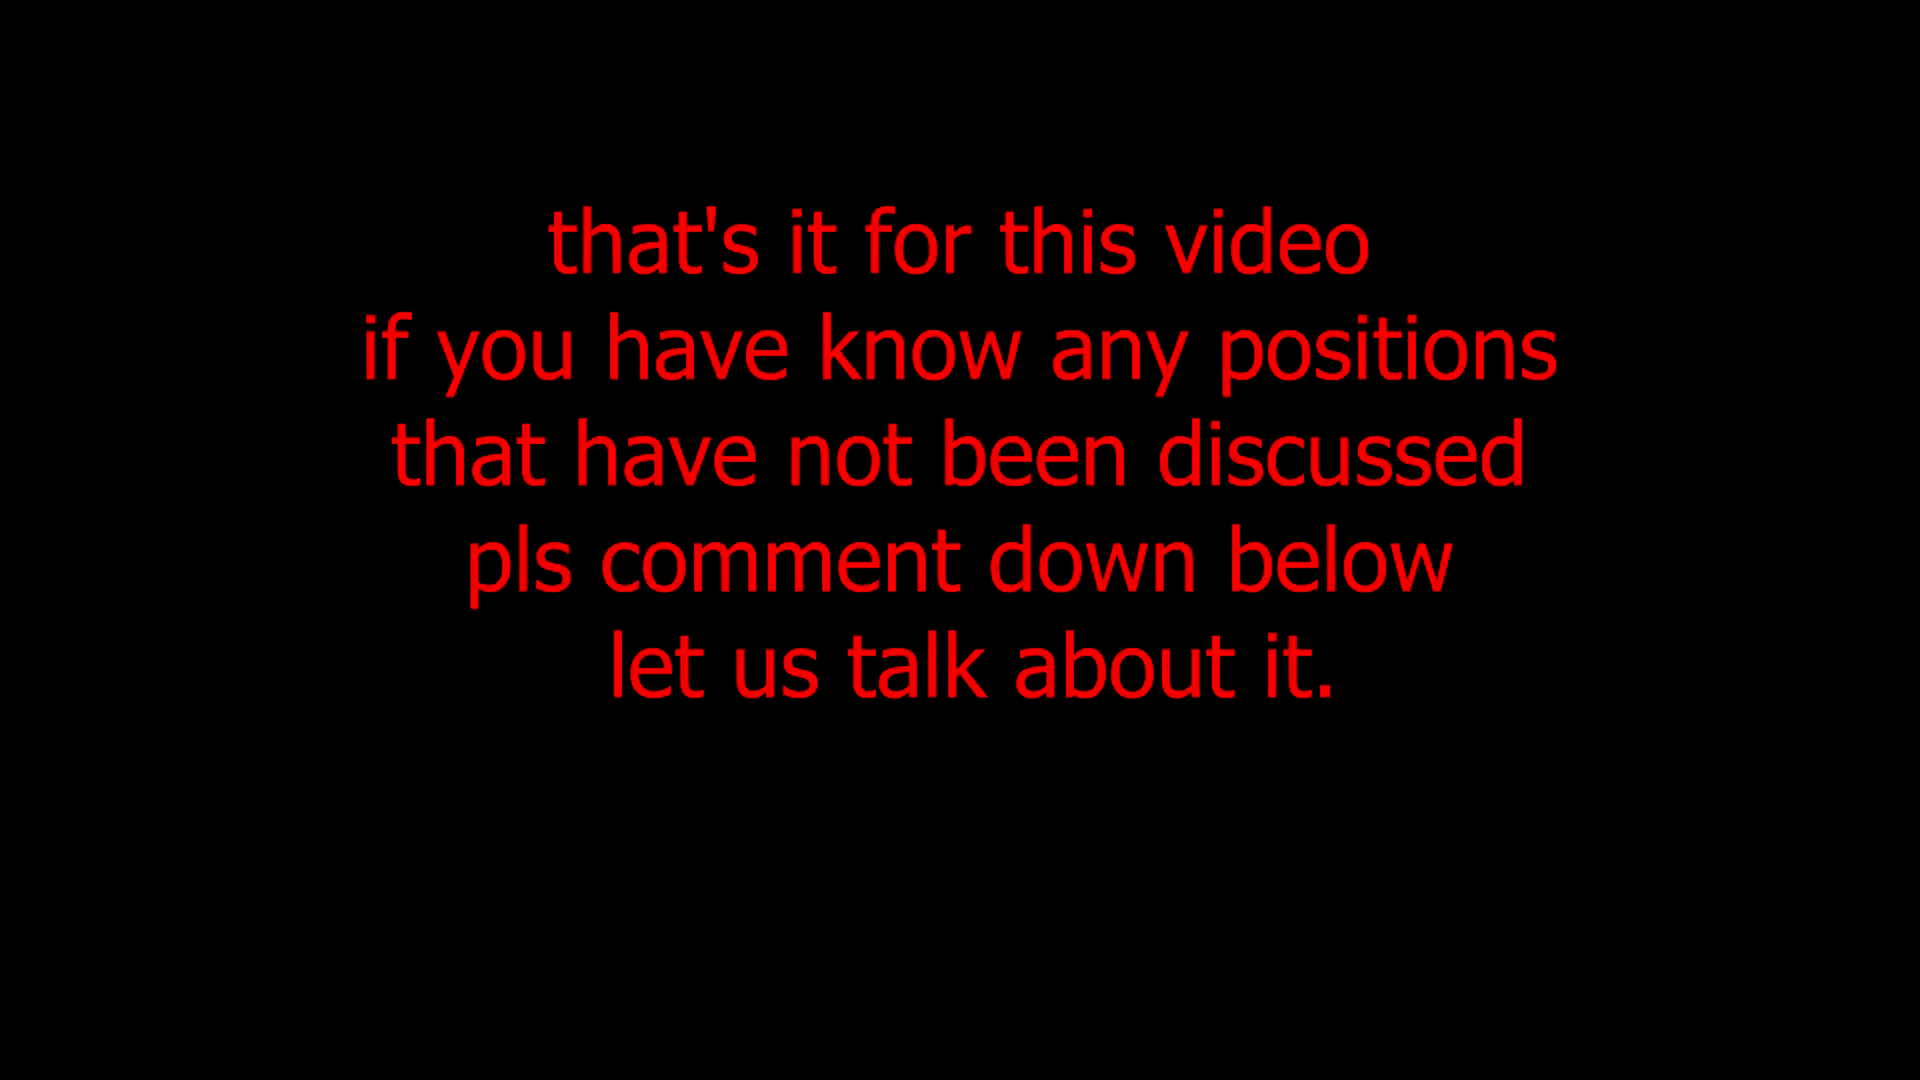 that's it for this video
if you have know any positions
that have not been discussed
pls comment down below
let us talk about it.